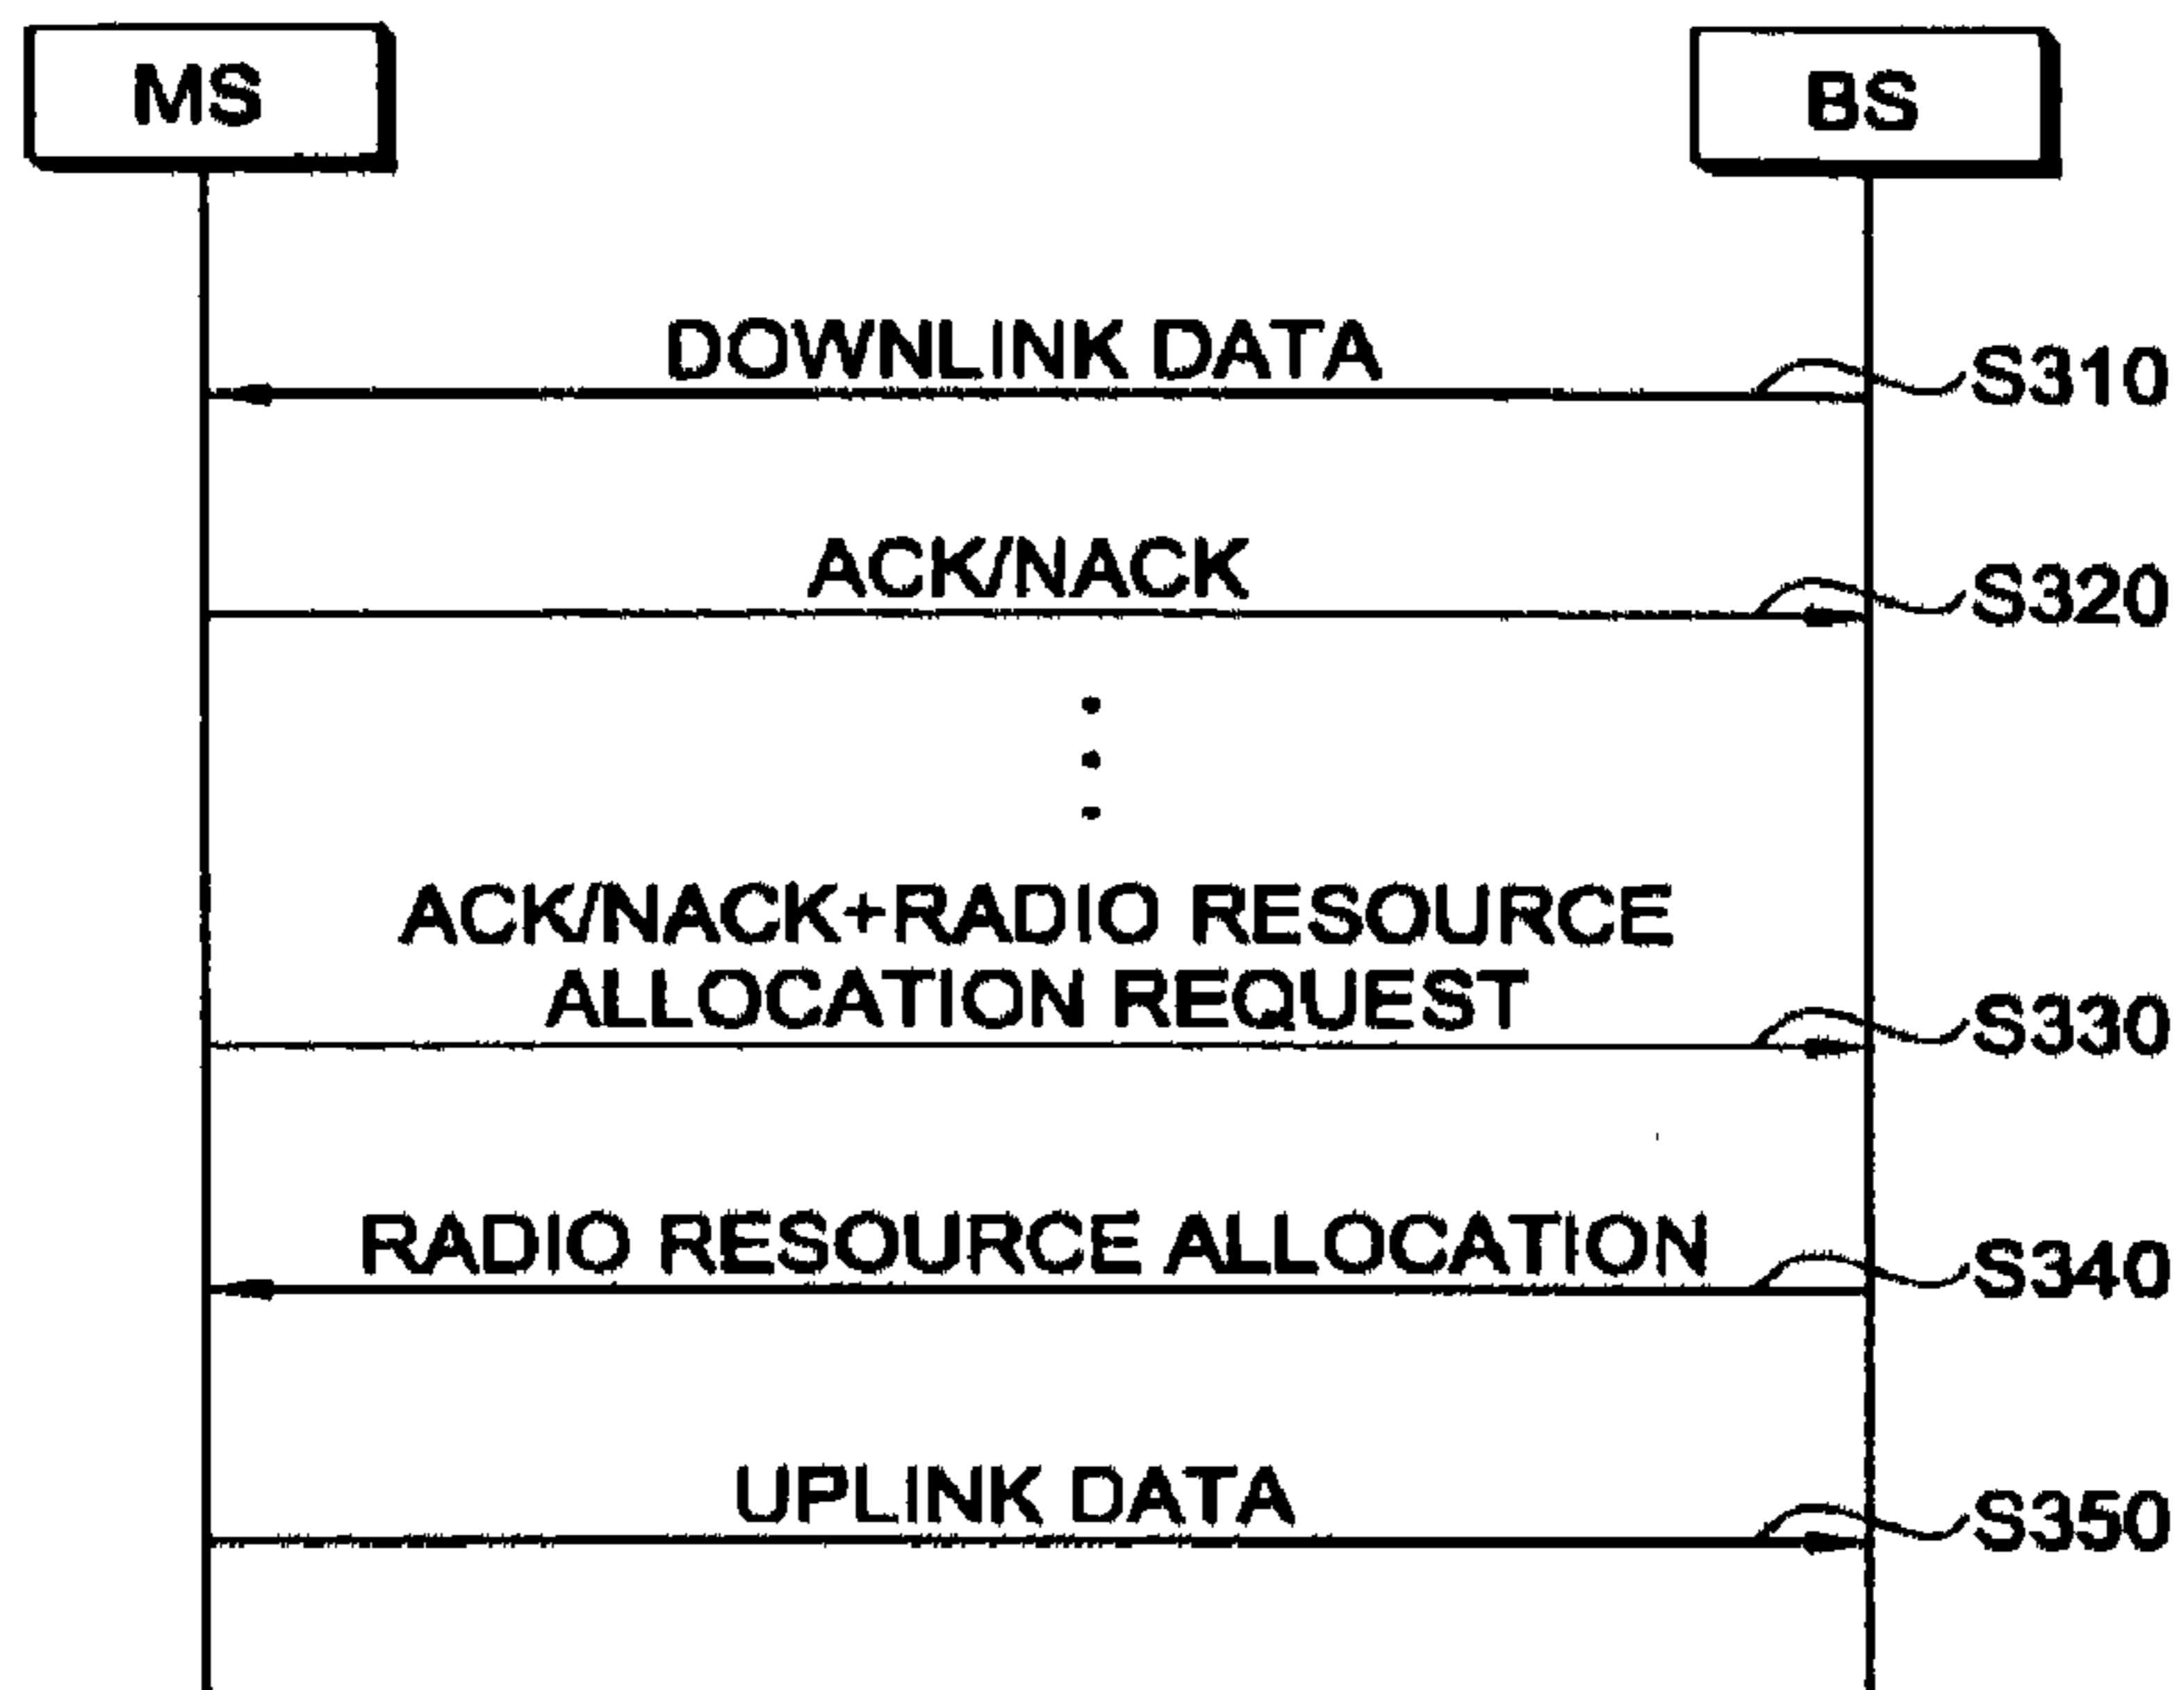 MS
BS
DOWNLINK DATA
S310
ACK/NACK
S320
ACK/NACK+RADIO RESOURCE
ALLOCATION REQUEST
S330
RADIO RESOURCE ALLOCATION
S340
UPLINK DATA
S350